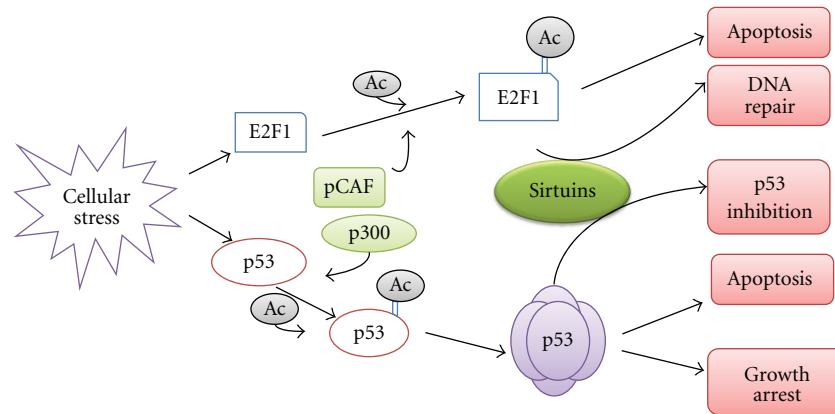 Ac
Apoptosis
Ac
E2F1
DNA
repair
E2F1
pCAF
Sirtuins
p53
inhibition
Cellular
stress
p300
p53
Ac
Apoptosis
Ac
p53
p53
Growth
arrest